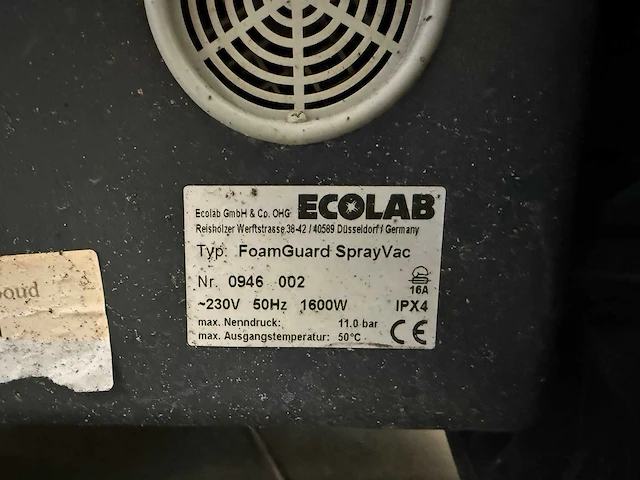 Ecolab GmbH & Co. OHG ECOLAB
Reisholzer Werftstrasse 38-42 / 40589 Düsseldorf / Germany
Typ: FoamGuard SprayVac
Nr. 0946 002
16A
~230V 50Hz 1600W IPX4
max. Nenndruck: 11.0 bar
max. Ausgangstemperatur: 50°C
CE